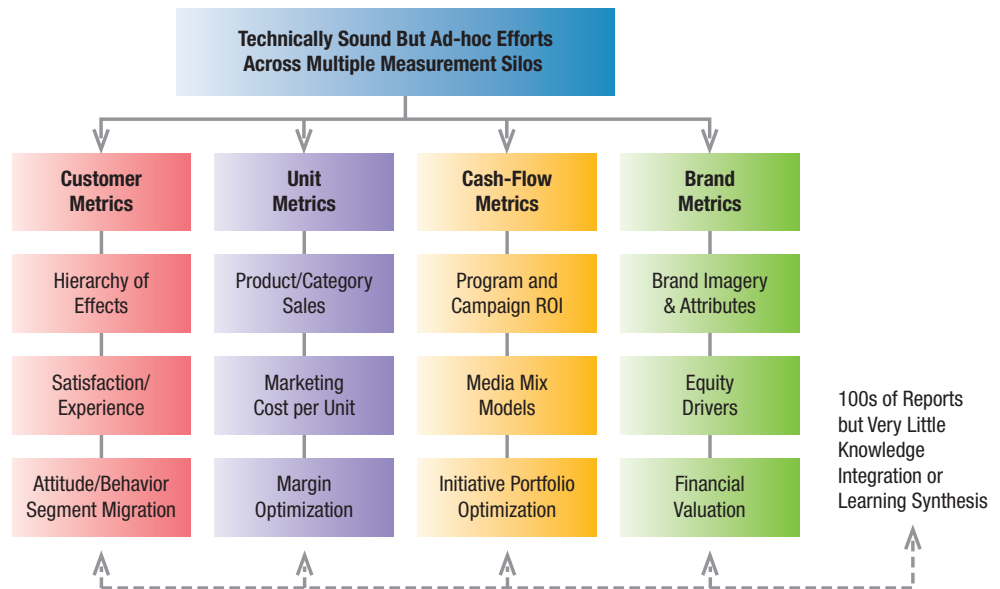 Technically Sound But Ad-hoc Efforts
Across Multiple Measurement Silos
Customer
Metrics
Hierarchy of
Effects
Satisfaction/
Experience
Attitude/Behavior
Segment Migration
Unit
Metrics
Product/Category
Sales
Marketing
Cost per Unit
Margin
Optimization
Cash-Flow
Metrics
Program and
Campaign ROI
Media Mix
Models
Initiative Portfolio
Optimization
Brand
Metrics
Brand Imagery
& Attributes
Equity
Drivers
Financial
Valuation
100s of Reports
but Very Little
Knowledge
Integration or
Learning Synthesis